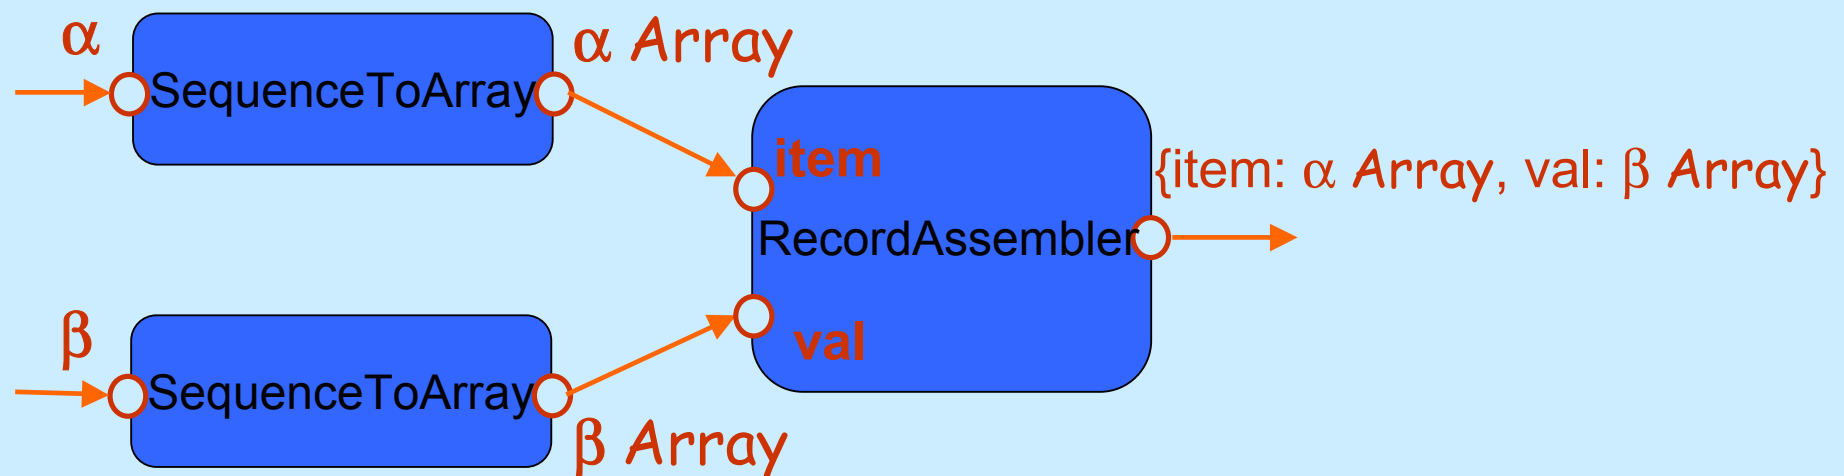 α
SequenceToArray
α Array
item
RecordAssembler
val
{item: α Array, val: β Array}
β
SequenceToArray
β Array